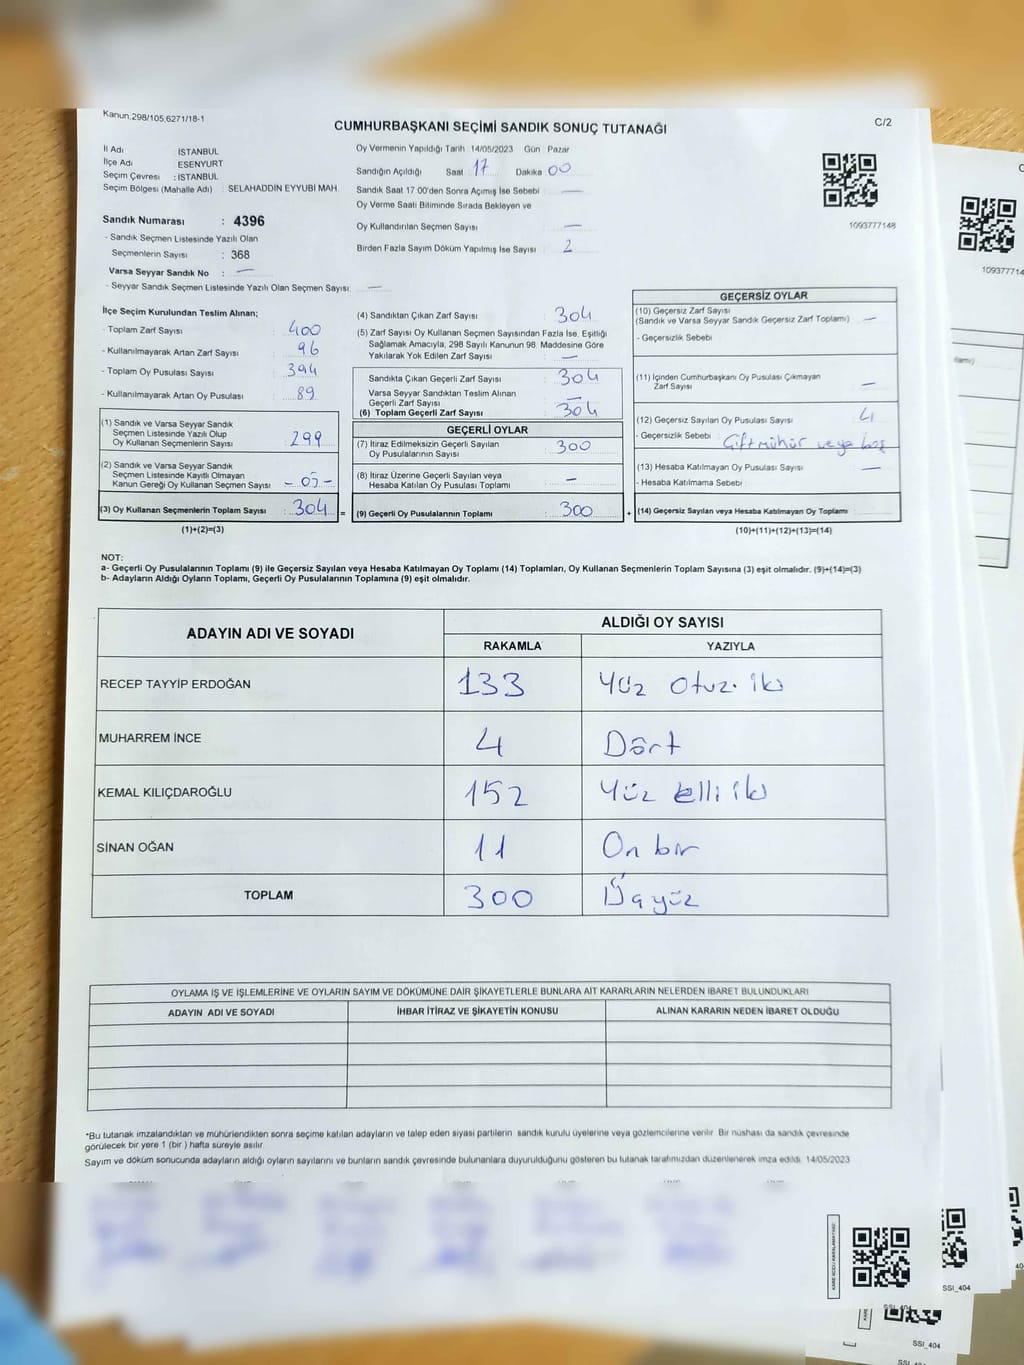 Kanun.298/105,6271/18-1
CUMHURBAŞKANI SEÇİMİ SANDIK SONUÇ TUTANAĞI
C/2
İl Adı : İSTANBUL
İlçe Adı : ESENYURT
Seçim Çevresi : İSTANBUL
Seçim Bölgesi (Mahalle Adı) : SELAHADDİN EYYUBİ MAH.
Sandık Numarası : 4396
- Sandık Seçmen Listesinde Yazılı Olan
Seçmenlerin Sayısı : 368
Varsa Seyyar Sandık No : —
- Seyyar Sandık Seçmen Listesinde Yazılı Olan Seçmen Sayısı: —
Oy Vermenin Yapıldığı Tarih 14/05/2023 Gün : Pazar
Sandığın Açıldığı Saat 17 Dakika 00
Sandık Saat 17 00'den Sonra Açımış İse Sebebi : —
Oy Verme Saati Bitiminde Sırada Bekleyen ve
Oy Kullandırılan Seçmen Sayısı : —
Birden Fazla Sayım Döküm Yapılmış İse Sayısı : 2
1093777148
İlçe Seçim Kurulundan Teslim Alınan;
- Toplam Zarf Sayısı : 400
- Kullanılmayarak Artan Zarf Sayısı : 96
- Toplam Oy Pusulası Sayısı : 394
- Kullanılmayarak Artan Oy Pusulası : 89
(1) Sandık ve Varsa Seyyar Sandık
Seçmen Listesinde Yazılı Olup
Oy Kullanan Seçmenlerin Sayısı : 299
(2) Sandık ve Varsa Seyyar Sandık
Seçmen Listesinde Kayıtlı Olmayan
Kanun Gereği Oy Kullanan Seçmen Sayısı : - 05 -
(3) Oy Kullanan Seçmenlerin Toplam Sayısı : 304 =
(1)+(2)=(3)
(4) Sandıktan Çıkan Zarf Sayısı : 304
(5) Zarf Sayısı Oy Kullanan Seçmen Sayısından Fazla İse, Eşitliği
Sağlamak Amacıyla, 298 Sayılı Kanunun 98. Maddesine Göre
Yakılarak Yok Edilen Zarf Sayısı : —
Sandıkta Çıkan Geçerli Zarf Sayısı : 304
Varsa Seyyar Sandıktan Teslim Alınan
Geçerli Zarf Sayısı : —
(6) Toplam Geçerli Zarf Sayısı : 304
GEÇERLİ OYLAR
(7) İtiraz Edilmeksizin Geçerli Sayılan
Oy Pusulalarının Sayısı : 300
(8) İtiraz Üzerine Geçerli Sayılan veya
Hesaba Katılan Oy Pusulası Toplamı : —
(9) Geçerli Oy Pusulalarının Toplamı : 300 +
GEÇERSİZ OYLAR
(10) Geçersiz Zarf Sayısı
(Sandık ve Varsa Seyyar Sandık Geçersiz Zarf Toplamı) : —
- Geçersizlik Sebebi :
(11) İçinden Cumhurbaşkanı Oy Pusulası Çıkmayan
Zarf Sayısı : —
(12) Geçersiz Sayılan Oy Pusulası Sayısı : 4
- Geçersizlik Sebebi : Çift mühür veya boş
(13) Hesaba Katılmayan Oy Pusulası Sayısı : —
- Hesaba Katılmama Sebebi :
(14) Geçersiz Sayılan veya Hesaba Katılmayan Oy Toplamı :
(10)+(11)+(12)+(13)=(14)
NOT:
a- Geçerli Oy Pusulalarının Toplamı (9) ile Geçersiz Sayılan veya Hesaba Katılmayan Oy Toplamı (14) Toplamları, Oy Kullanan Seçmenlerin Toplam Sayısına (3) eşit olmalıdır. (9)+(14)=(3)
b- Adayların Aldığı Oyların Toplamı, Geçerli Oy Pusulalarının Toplamına (9) eşit olmalıdır.
ADAYIN ADI VE SOYADI
ALDIĞI OY SAYISI
RAKAMLA YAZIYLA
RECEP TAYYİP ERDOĞAN 133 Yüz Otuz iki
MUHARREM İNCE 4 Dört
KEMAL KILIÇDAROĞLU 152 Yüz elli iki
SİNAN OĞAN 11 On bir
TOPLAM 300 Üçyüz
OYLAMA İŞ VE İŞLEMLERİNE VE OYLARIN SAYIM VE DÖKÜMÜNE DAİR ŞİKAYETLERLE BUNLARA AİT KARARLARIN NELERDEN İBARET BULUNDUKLARI
ADAYIN ADI VE SOYADI İHBAR İTİRAZ VE ŞİKAYETİN KONUSU ALINAN KARARIN NEDEN İBARET OLDUĞU
*Bu tutanak imzalandıktan ve mühürlendikten sonra seçime katılan adayların ve talep eden siyasi partilerin sandık kurulu üyelerine veya gözlemcilerine verilir. Bir nüshası da sandık çevresinde
görülecek bir yere 1 (bir) hafta süreyle asılır.
Sayım ve döküm sonucunda adayların aldığı oyların sayılarını ve bunların sandık çevresinde bulunanlara duyurulduğunu gösteren bu tutanak tarafımızdan düzenlenerek imza edildi. 14/05/2023
SSİ_404
SSİ_404